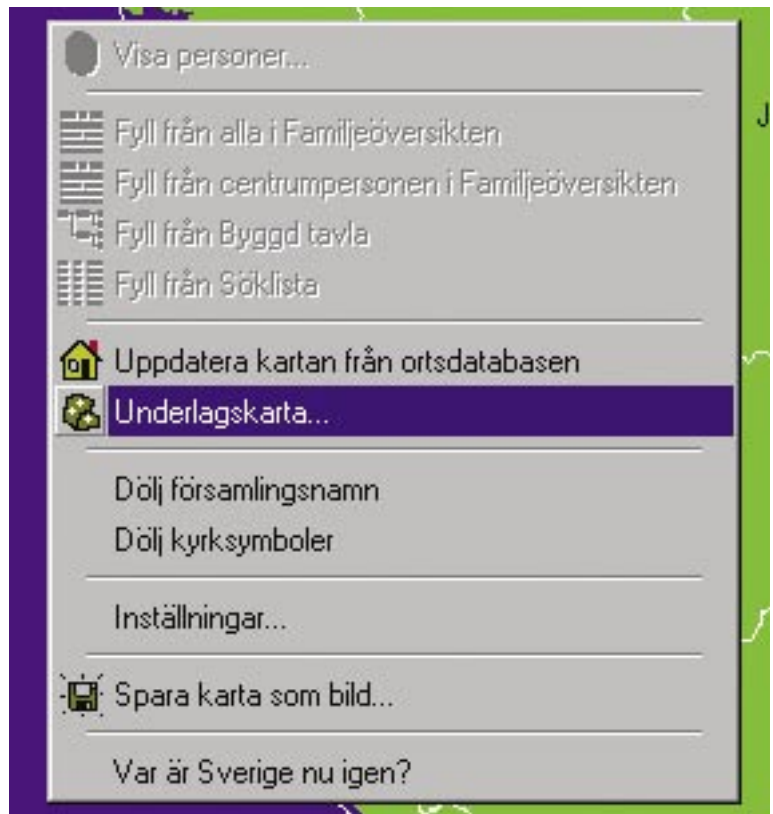 Visa personer...
J
Fyll från alla i Familjeöversikten
Fyll från centrumpersonen i Familjeöversikten
Fyll från Byggd tavla
Fyll från Söklista
Uppdatera kartan från ortsdatabasen
Underlagskarta...
Dölj församlingsnamn
Dölj kyrksymboler
Inställningar...
Spara karta som bild...
Var är Sverige nu igen?